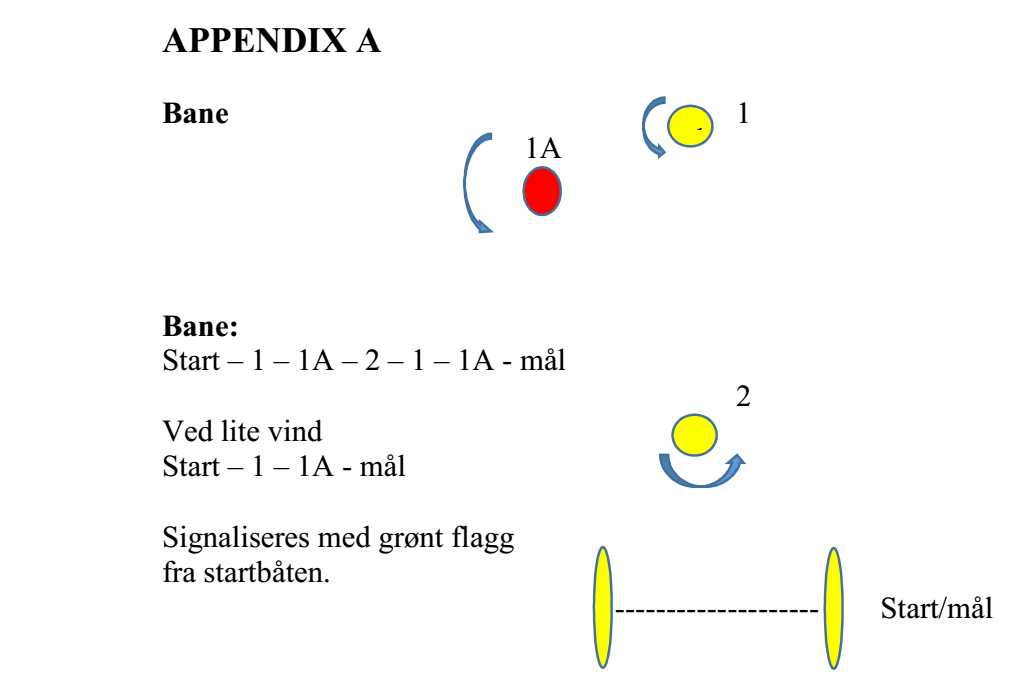 APPENDIX A
Bane
1
1A
Bane:
Start – 1 – 1A – 2 – 1 – 1A - mål
2
Ved lite vind
Start – 1 – 1A - mål
Signaliseres med grønt flagg
fra startbåten.
Start/mål